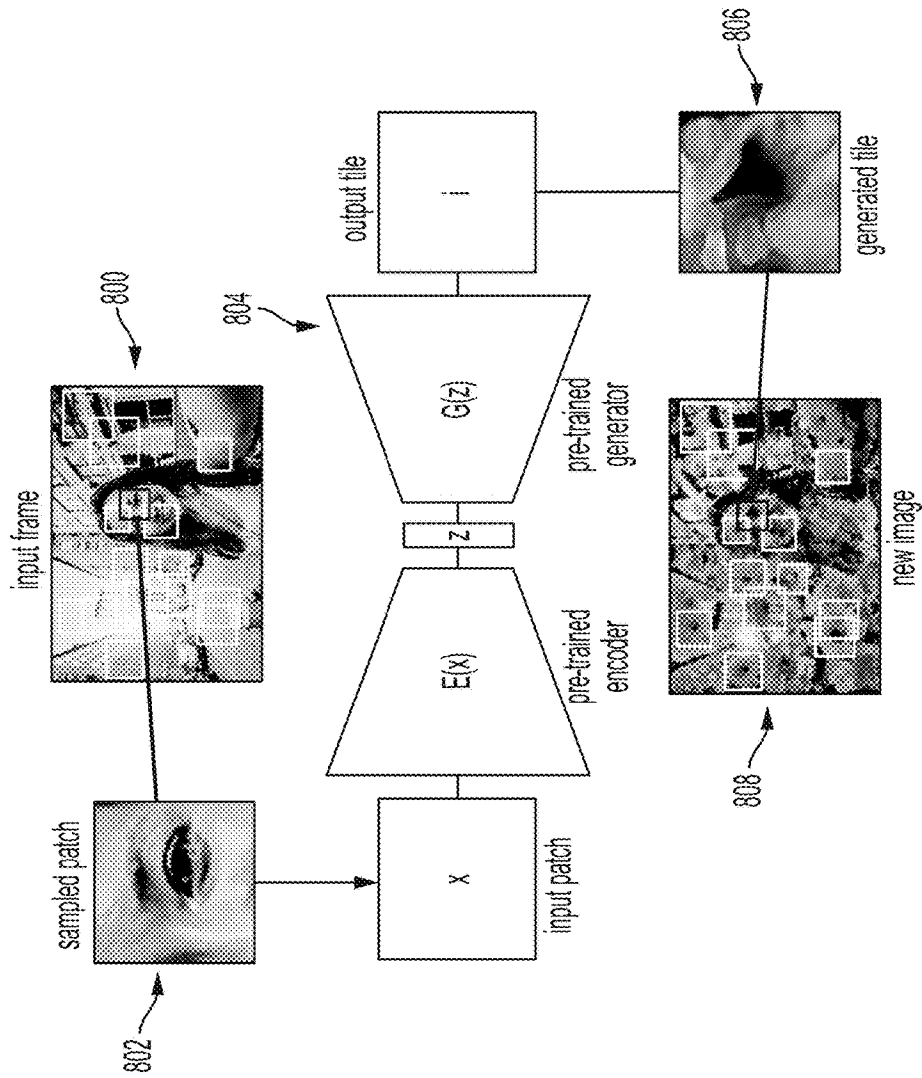 802
sampled patch
input frame
800
x
input patch
E(x)
pre-trained
encoder
z
G(z)
pre-trained
generator
804
output tile
i
808
new image
generated tile
806